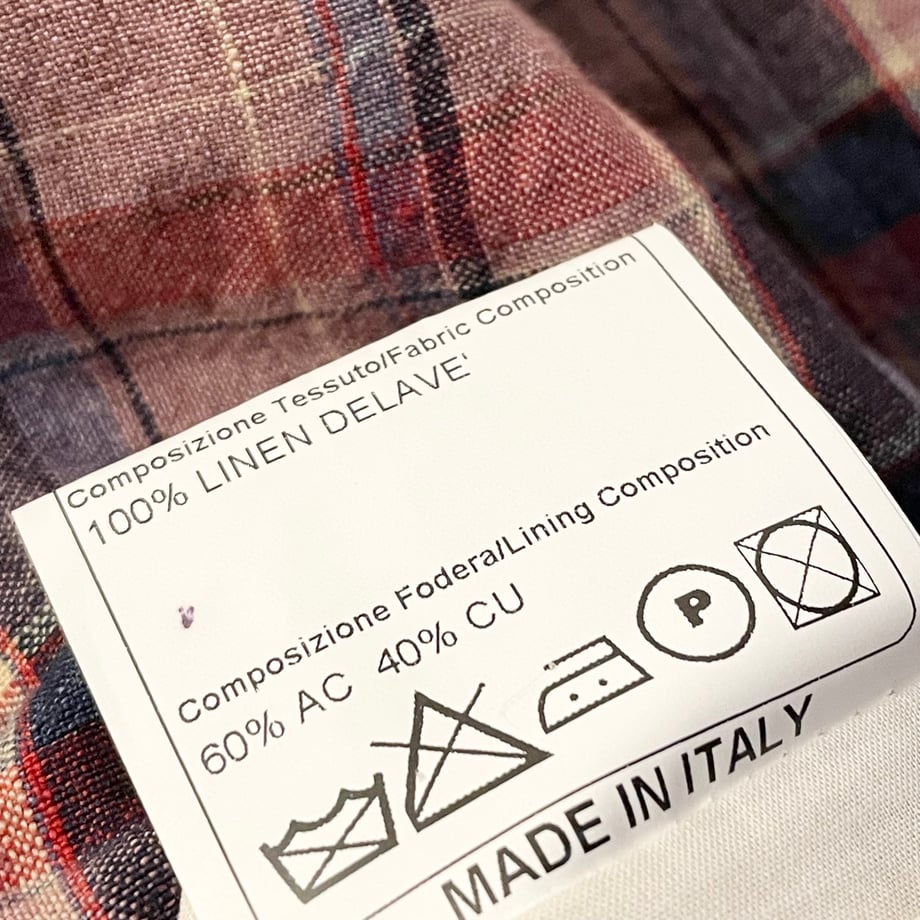 Composizione Tessuto/Fabric Composition
100% LINEN DELAVE'
Composizione Fodera/Lining Composition
60% AC 40% CU
P
MADE IN ITALY